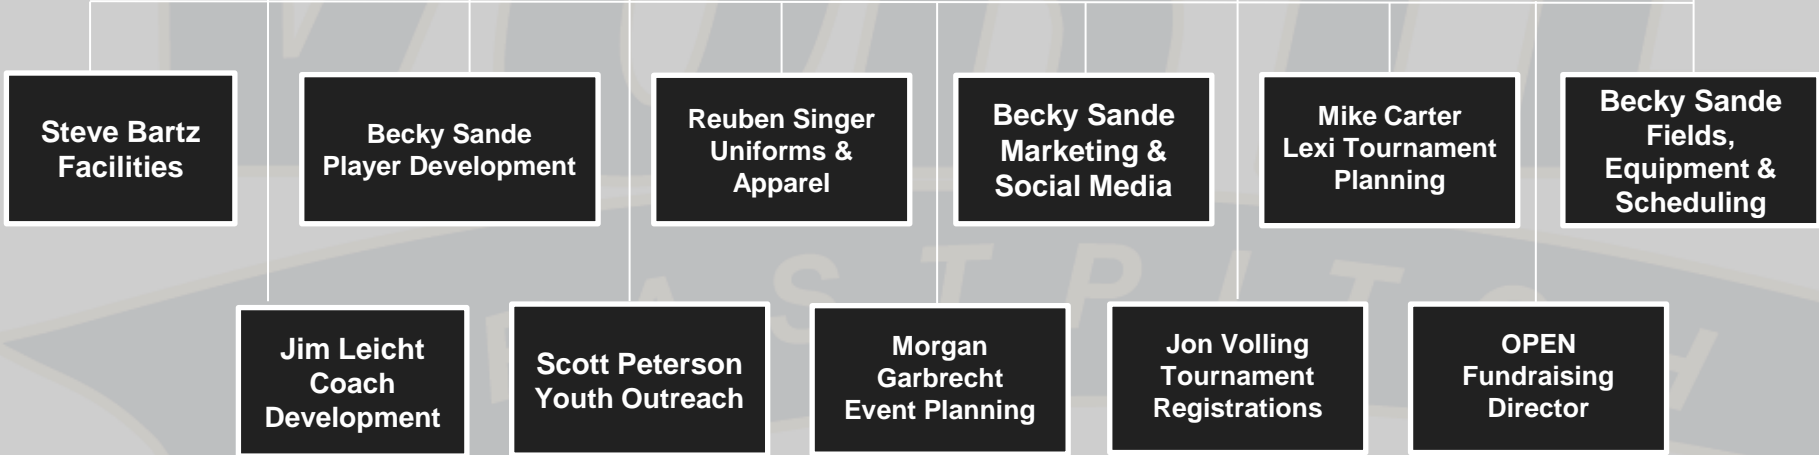 Steve Bartz
Facilities
Becky Sande
Player Development
Reuben Singer
Uniforms &
Apparel
Becky Sande
Marketing &
Social Media
Mike Carter
Lexi Tournament
Planning
Becky Sande
Fields,
Equipment &
Scheduling
Jim Leicht
Coach
Development
Scott Peterson
Youth Outreach
Morgan
Garbrecht
Event Planning
Jon Volling
Tournament
Registrations
OPEN
Fundraising
Director